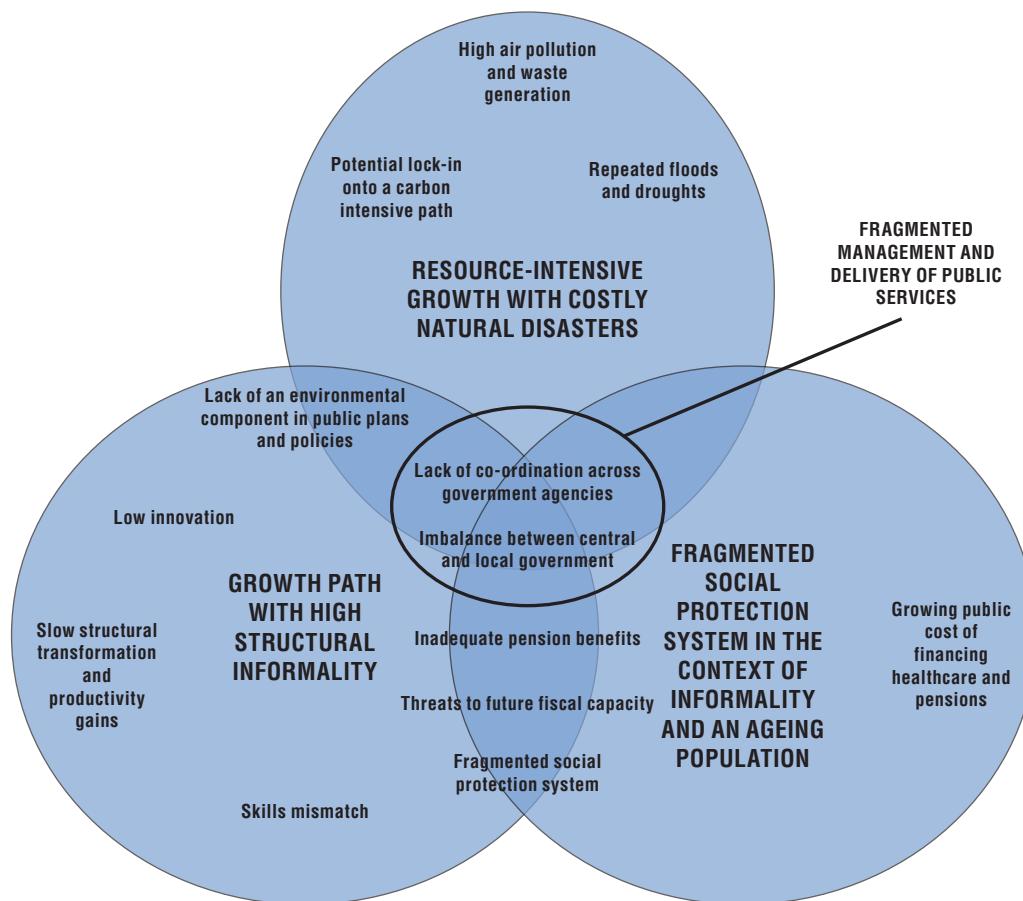 High air pollution
and waste
generation
Potential lock-in
onto a carbon
intensive path
Repeated floods
and droughts
FRAGMENTED
MANAGEMENT AND
DELIVERY OF PUBLIC
SERVICES
RESOURCE-INTENSIVE
GROWTH WITH COSTLY
NATURAL DISASTERS
Lack of an environmental
component in public plans
and policies
Lack of co-ordination across
government agencies
Imbalance between central
and local government
Low innovation
GROWTH PATH
WITH HIGH
STRUCTURAL
INFORMALITY
Slow structural
transformation
and
productivity
gains
Skills mismatch
Inadequate pension benefits
Threats to future fiscal capacity
Fragmented social
protection system
FRAGMENTED
SOCIAL
PROTECTION
SYSTEM IN THE
CONTEXT OF
INFORMALITY
AND AN AGEING
POPULATION
Growing public
cost of
financing
healthcare and
pensions